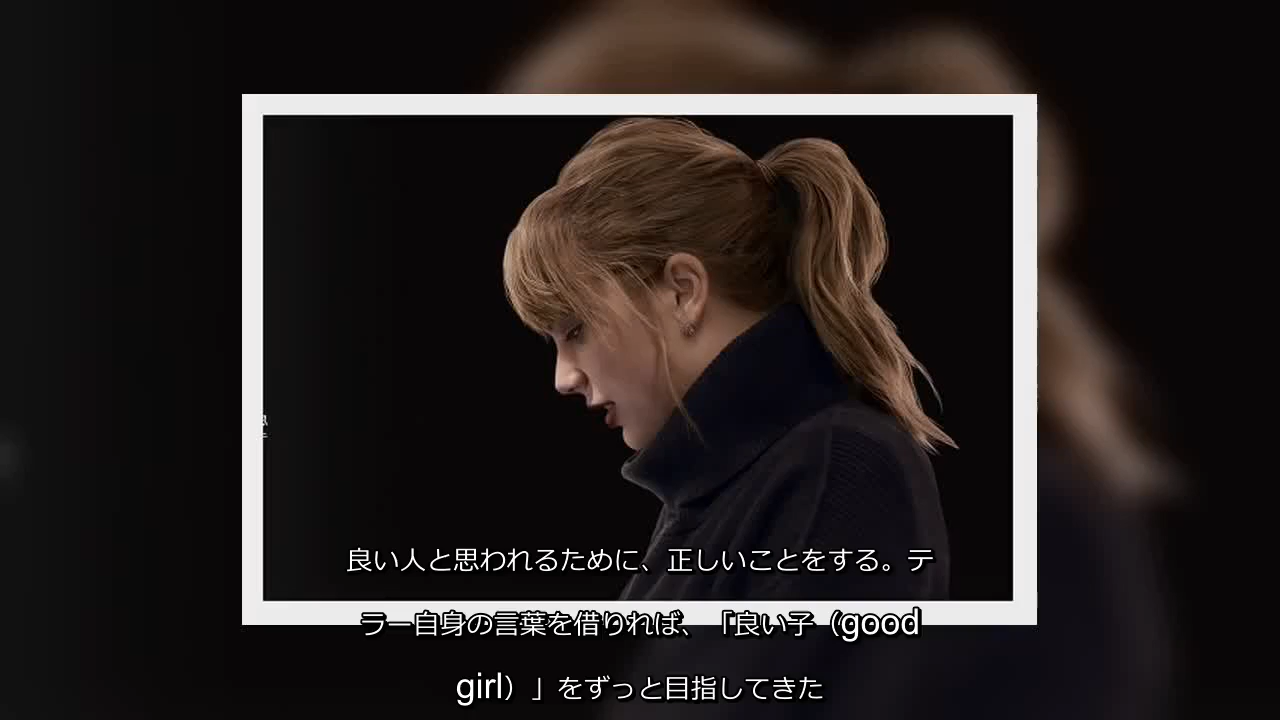 良い人と思われるために、正しいことをする。テ
ラー自身の言葉を借りれば、「良い子（good
girl）」をずっと目指してきた